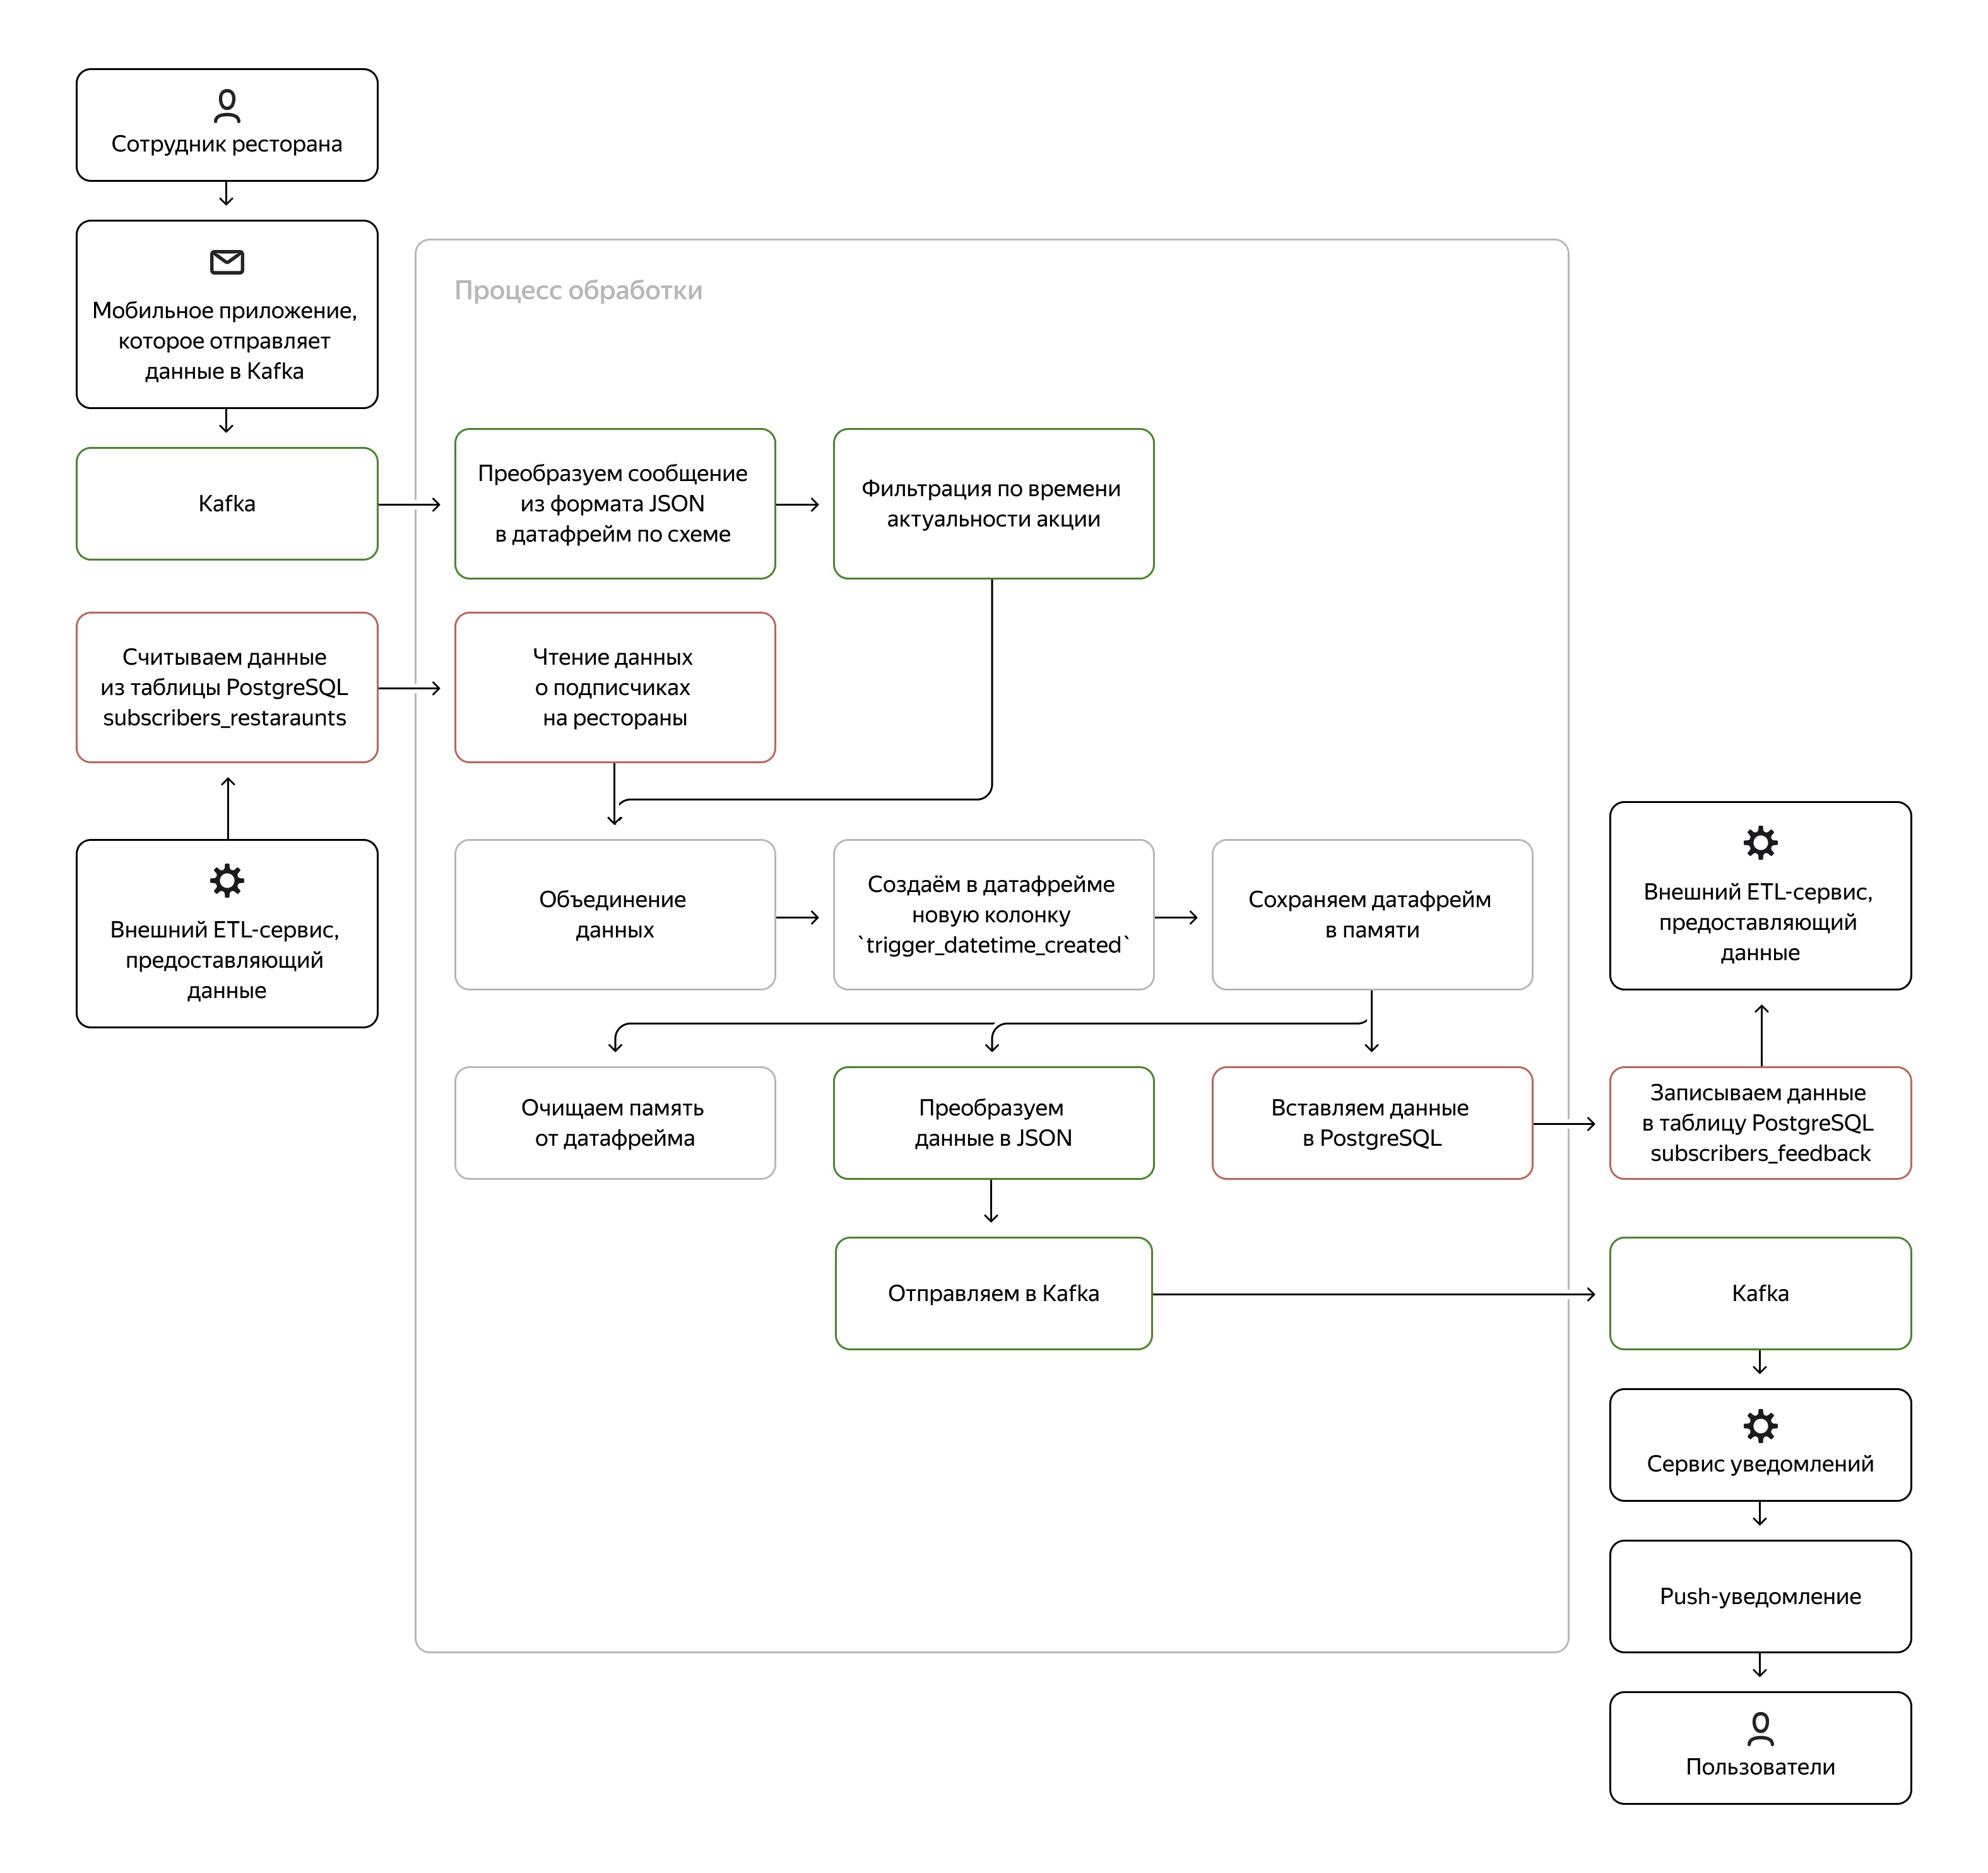 Сотрудник ресторана
Мобильное приложение,
которое отправляет
данные в Kafka
Процесс обработки
Kafka
Преобразуем сообщение
из формата JSON
в датафрейм по схеме
Фильтрация по времени
актуальности акции
Считываем данные
из таблицы PostgreSQL
subscribers_restaraunts
Чтение данных
о подписчиках
на рестораны
Внешний ETL-сервис,
предоставляющий
данные
Объединение
данных
Создаём в датафрейме
новую колонку
`trigger_datetime_created`
Сохраняем датафрейм
в памяти
Внешний ETL-сервис,
предоставляющий
данные
Очищаем память
от датафрейма
Преобразуем
данные в JSON
Вставляем данные
в PostgreSQL
Записываем данные
в таблицу PostgreSQL
subscribers_feedback
Отправляем в Kafka
Kafka
Сервис уведомлений
Push-уведомление
Пользователи